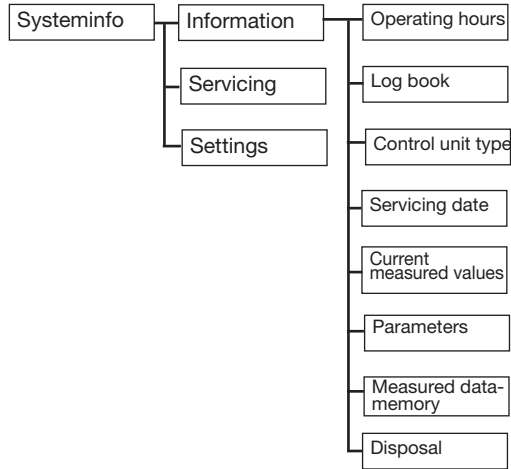 Systeminfo
Information
Operating hours
Servicing
Log book
Settings
Control unit type
Servicing date
Current
measured values
Parameters
Measured data-
memory
Disposal